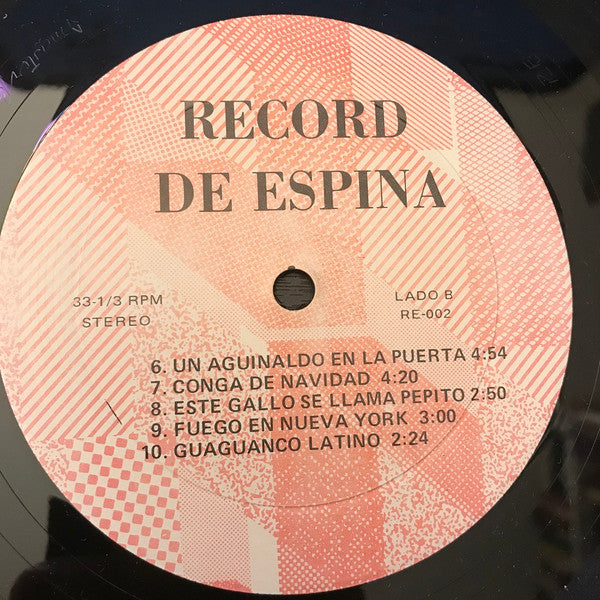 RECORD
DE ESPINA
33-1/3 RPM
STEREO
LADO B
RE-002
6. UN AGUINALDO EN LA PUERTA 4:54
7. CONGA DE NAVIDAD 4:20
8. ESTE GALLO SE LLAMA PEPITO 2:50
9. FUEGO EN NUEVA YORK 3:00
10. GUAGUANCO LATINO 2:24